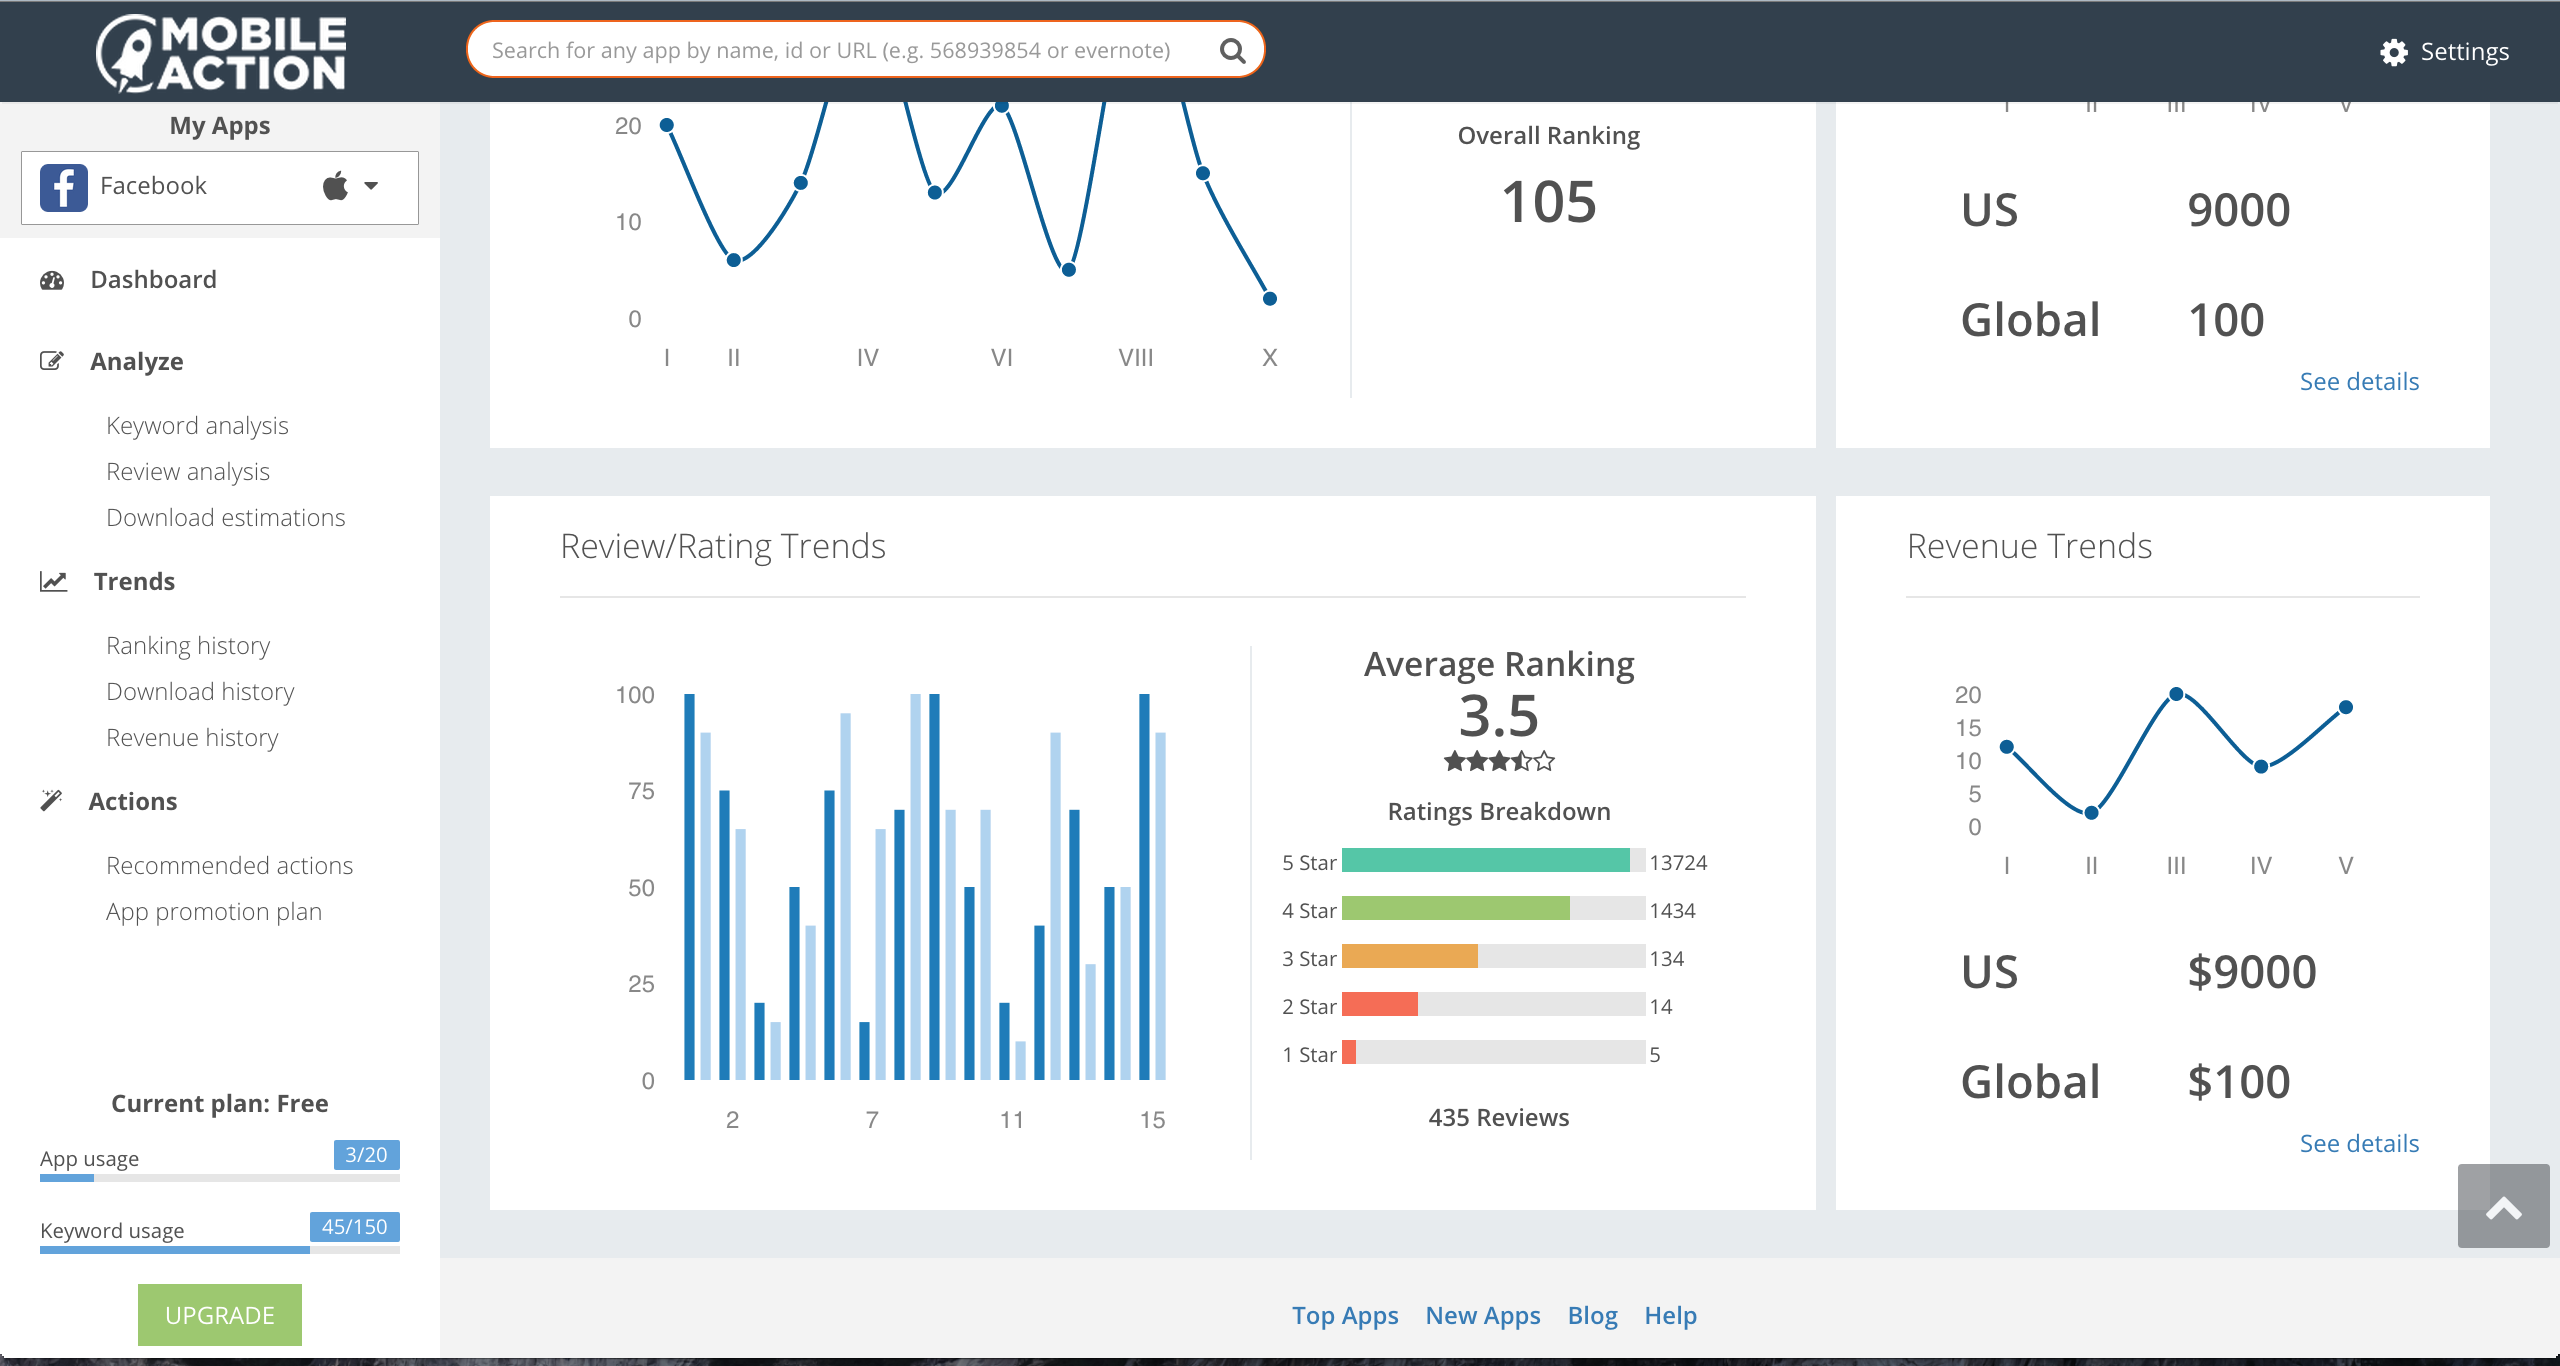 MOBILE
ACTION
Search for any app by name, id or URL (e.g. 568939854 or evernote)
Settings
My Apps
Facebook
Dashboard
Analyze
Keyword analysis
Review analysis
Download estimations
Trends
Ranking history
Download history
Revenue history
Actions
Recommended actions
App promotion plan
Current plan: Free
App usage 3/20
Keyword usage 45/150
UPGRADE
20
10
0
I II IV VI VIII X
Overall Ranking
105
I II III IV V
US 9000
Global 100
See details
Review/Rating Trends
100
75
50
25
0
2 7 11 15
Average Ranking
3.5
Ratings Breakdown
5 Star 13724
4 Star 1434
3 Star 134
2 Star 14
1 Star 5
435 Reviews
Revenue Trends
20
15
10
5
0
I II III IV V
US $9000
Global $100
See details
Top Apps New Apps Blog Help